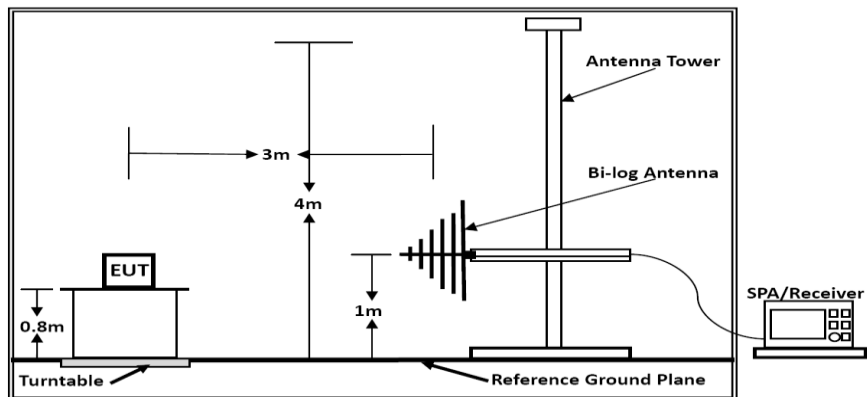 Antenna Tower
3m
Bi-log Antenna
4m
EUT
1m
0.8m
SPA/Receiver
Turntable
Reference Ground Plane